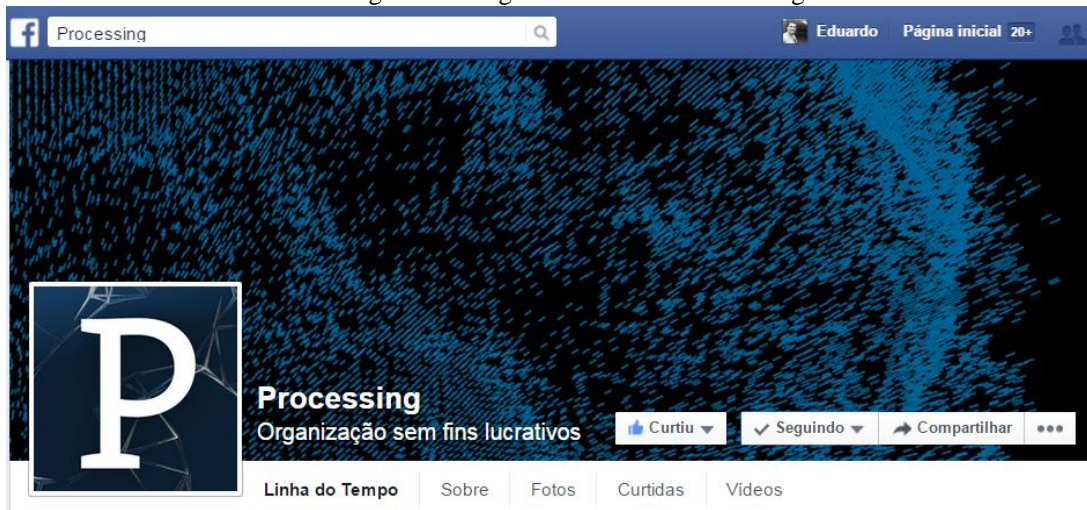 Processing
Eduardo Página inicial 20+
P
Processing
Organização sem fins lucrativos
Curtiu Seguindo Compartilhar
Linha do Tempo Sobre Fotos Curtidas Vídeos